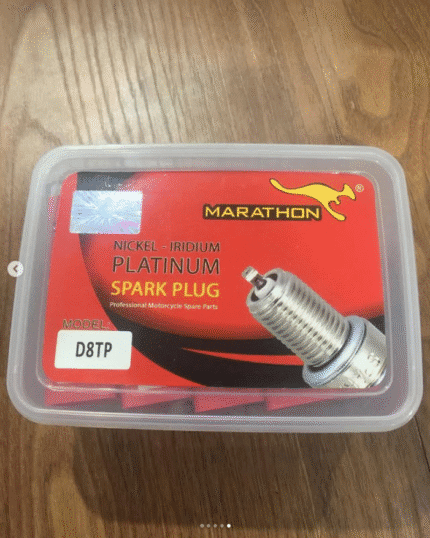 MARATHON ®
NICKEL - IRIDIUM
PLATINUM
SPARK PLUG
Professional Motorcycle Spare Parts
MODEL
D8TP